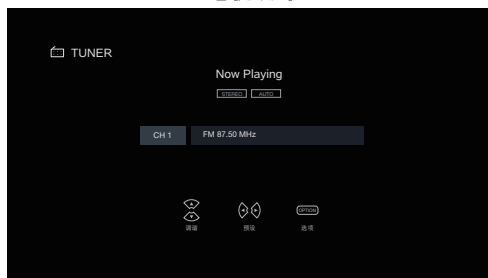 TUNER
Now Playing
STEREO AUTO
CH 1 FM 87.50 MHz
OPTION
调谐 预设 选项